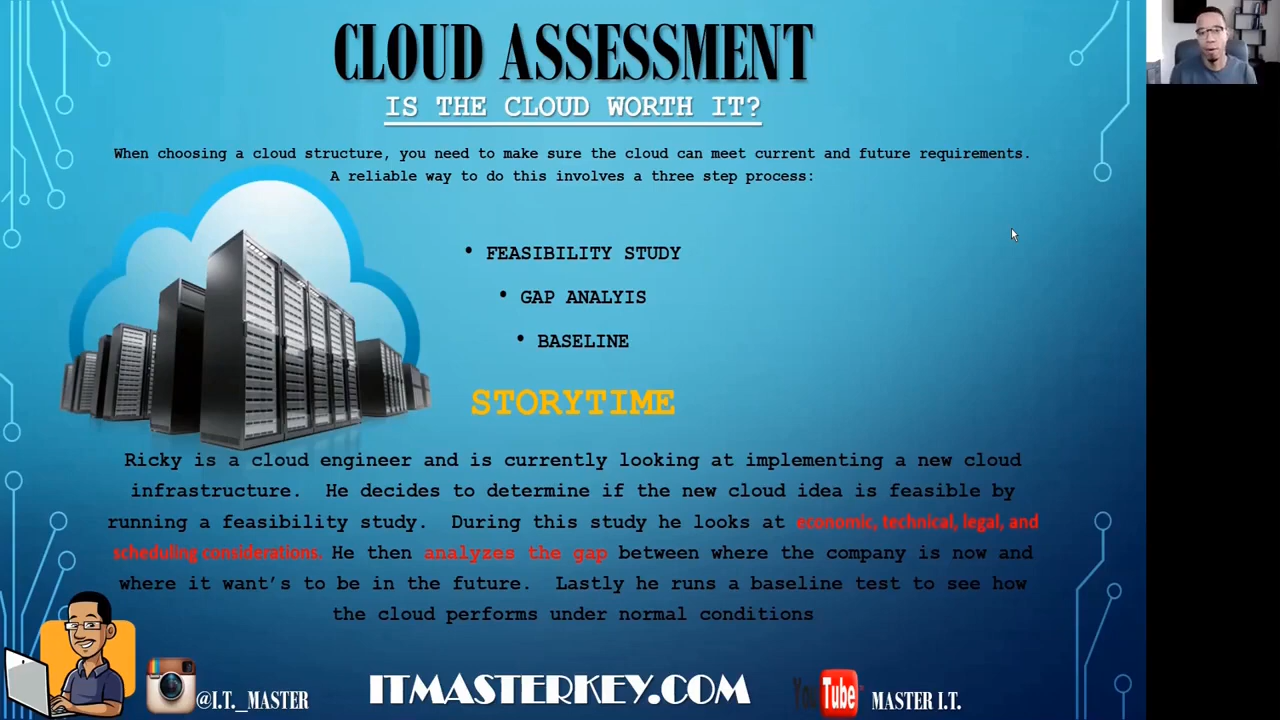 CLOUD ASSESSMENT
IS THE CLOUD WORTH IT?
When choosing a cloud structure, you need to make sure the cloud can meet current and future requirements.
A reliable way to do this involves a three step process:
• FEASIBILITY STUDY
• GAP ANALYIS
• BASELINE
STORYTIME
Ricky is a cloud engineer and is currently looking at implementing a new cloud
infrastructure. He decides to determine if the new cloud idea is feasible by
running a feasibility study. During this study he looks at economic, technical, legal, and
scheduling considerations. He then analyzes the gap between where the company is now and
where it want's to be in the future. Lastly he runs a baseline test to see how
the cloud performs under normal conditions
@I.T._MASTER
ITMASTERKEY.COM
YouTube
MASTER I.T.